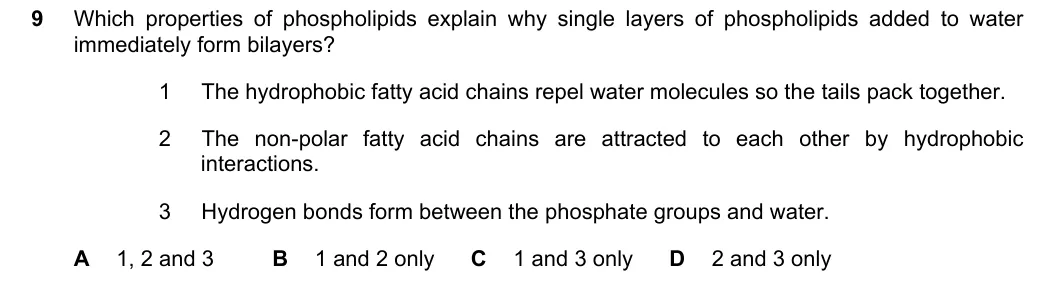 9 Which properties of phospholipids explain why single layers of phospholipids added to water
immediately form bilayers?
1 The hydrophobic fatty acid chains repel water molecules so the tails pack together.
2 The non-polar fatty acid chains are attracted to each other by hydrophobic
interactions.
3 Hydrogen bonds form between the phosphate groups and water.
A 1, 2 and 3 B 1 and 2 only C 1 and 3 only D 2 and 3 only